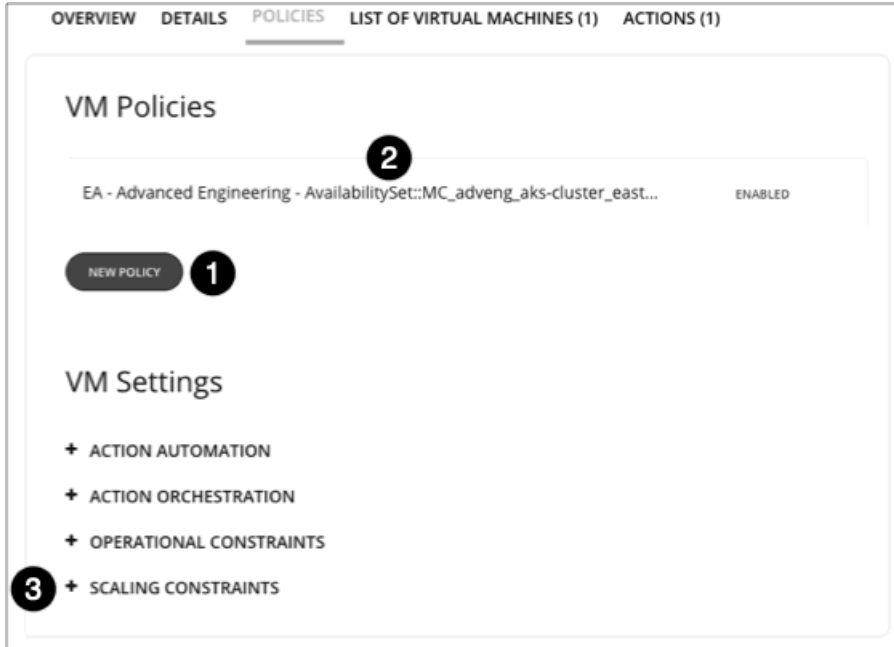 OVERVIEW DETAILS POLICIES LIST OF VIRTUAL MACHINES (1) ACTIONS (1)
VM Policies
2
EA - Advanced Engineering - AvailabilitySet::MC_adveng_aks-cluster_east... ENABLED
NEW POLICY 1
VM Settings
+ ACTION AUTOMATION
+ ACTION ORCHESTRATION
+ OPERATIONAL CONSTRAINTS
3 + SCALING CONSTRAINTS